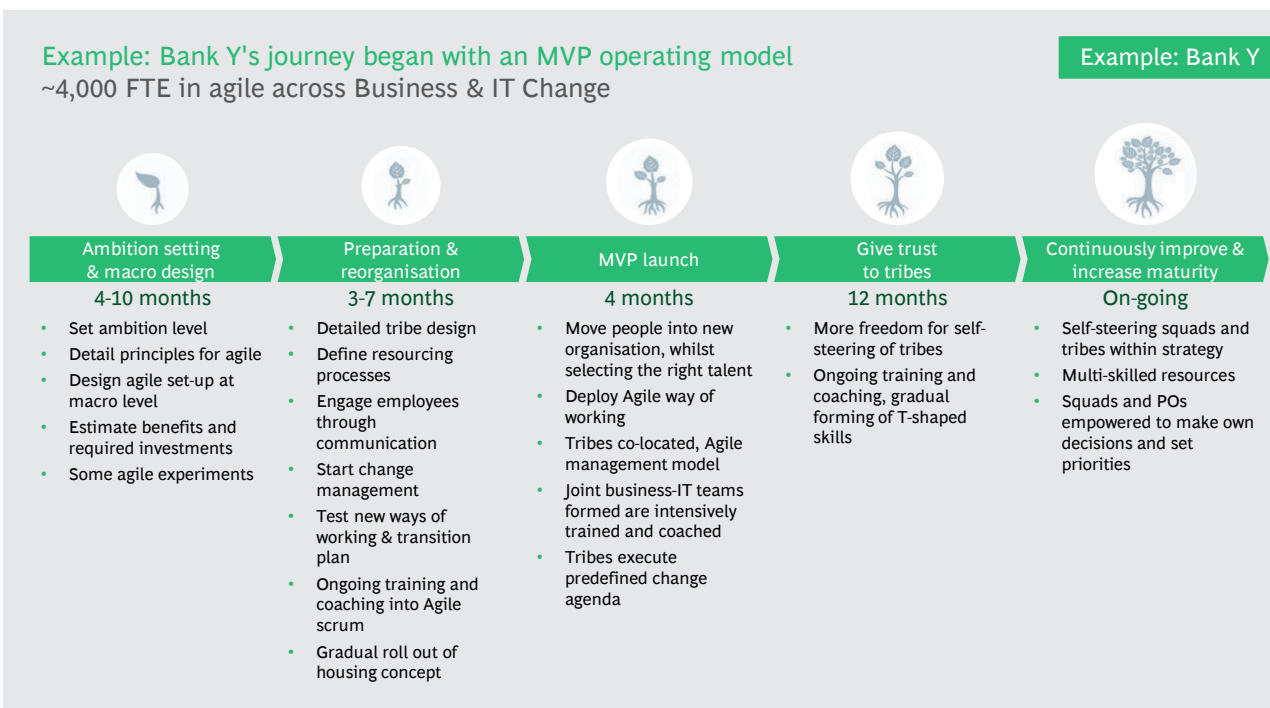 Example: Bank Y's journey began with an MVP operating model
~4,000 FTE in agile across Business & IT Change
Example: Bank Y
Ambition setting
& macro design
4-10 months
• Set ambition level
• Detail principles for agile
• Design agile set-up at
macro level
• Estimate benefits and
required investments
• Some agile experiments
Preparation &
reorganisation
3-7 months
• Detailed tribe design
• Define resourcing
processes
• Engage employees
through
communication
• Start change
management
• Test new ways of
working & transition
plan
• Ongoing training and
coaching into Agile
scrum
• Gradual roll out of
housing concept
MVP launch
4 months
• Move people into new
organisation, whilst
selecting the right talent
• Deploy Agile way of
working
• Tribes co-located, Agile
management model
• Joint business-IT teams
formed are intensively
trained and coached
• Tribes execute
predefined change
agenda
Give trust
to tribes
12 months
• More freedom for self-
steering of tribes
• Ongoing training and
coaching, gradual
forming of T-shaped
skills
Continuously improve &
increase maturity
On-going
• Self-steering squads and
tribes within strategy
• Multi-skilled resources
• Squads and POs
empowered to make own
decisions and set
priorities